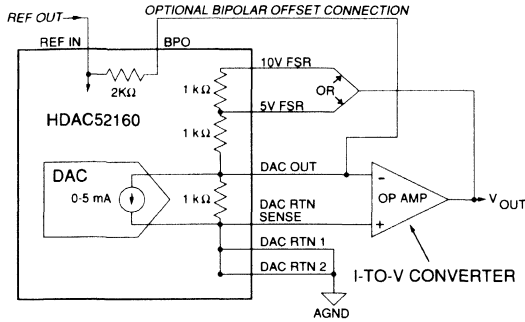 OPTIONAL BIPOLAR OFFSET CONNECTION
REF OUT
REF IN
BPO
10V FSR
2KΩ
1 kΩ
OR
5V FSR
HDAC52160
1 kΩ
DAC OUT
DAC
0-5 mA
1 kΩ
DAC RTN
SENSE
-
OP AMP
+
VOUT
DAC RTN 1
DAC RTN 2
I-TO-V CONVERTER
AGND